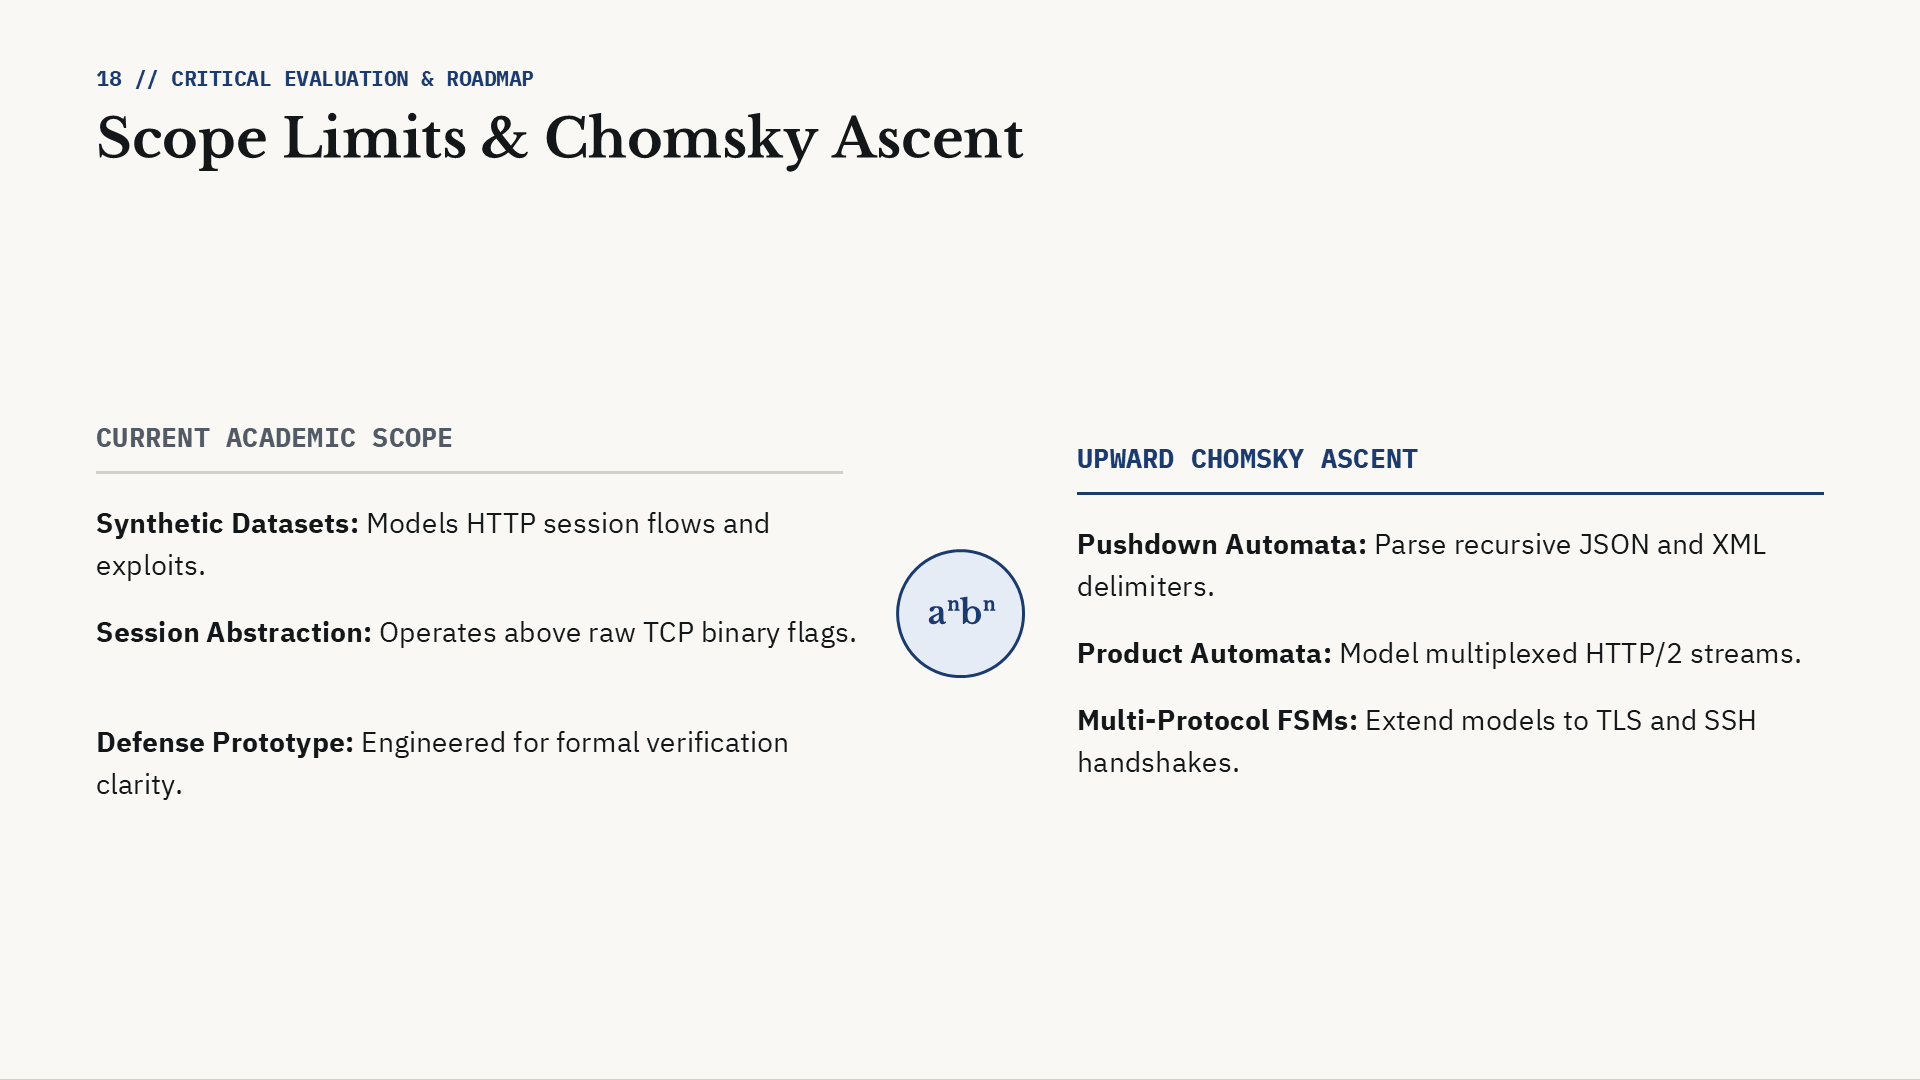 18 // CRITICAL EVALUATION & ROADMAP
Scope Limits & Chomsky Ascent
CURRENT ACADEMIC SCOPE
Synthetic Datasets: Models HTTP session flows and
exploits.
Session Abstraction: Operates above raw TCP binary flags.
Defense Prototype: Engineered for formal verification
clarity.
aⁿbⁿ
UPWARD CHOMSKY ASCENT
Pushdown Automata: Parse recursive JSON and XML
delimiters.
Product Automata: Model multiplexed HTTP/2 streams.
Multi-Protocol FSMs: Extend models to TLS and SSH
handshakes.